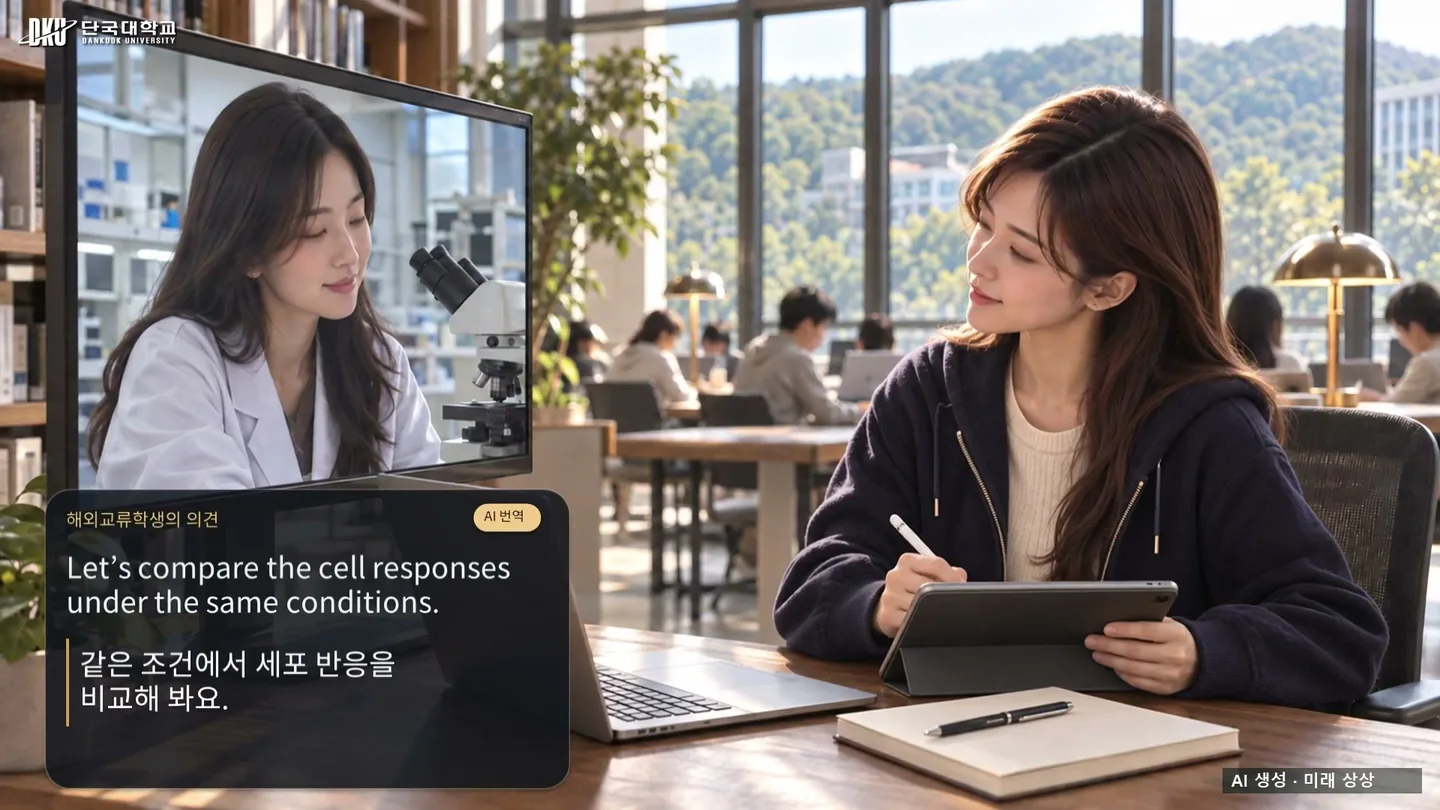 DKU 단국대학교
DANKOOK UNIVERSITY
해외교류학생의 의견
AI 번역
Let’s compare the cell responses
under the same conditions.
같은 조건에서 세포 반응을
비교해 봐요.
AI 생성 · 미래 상상